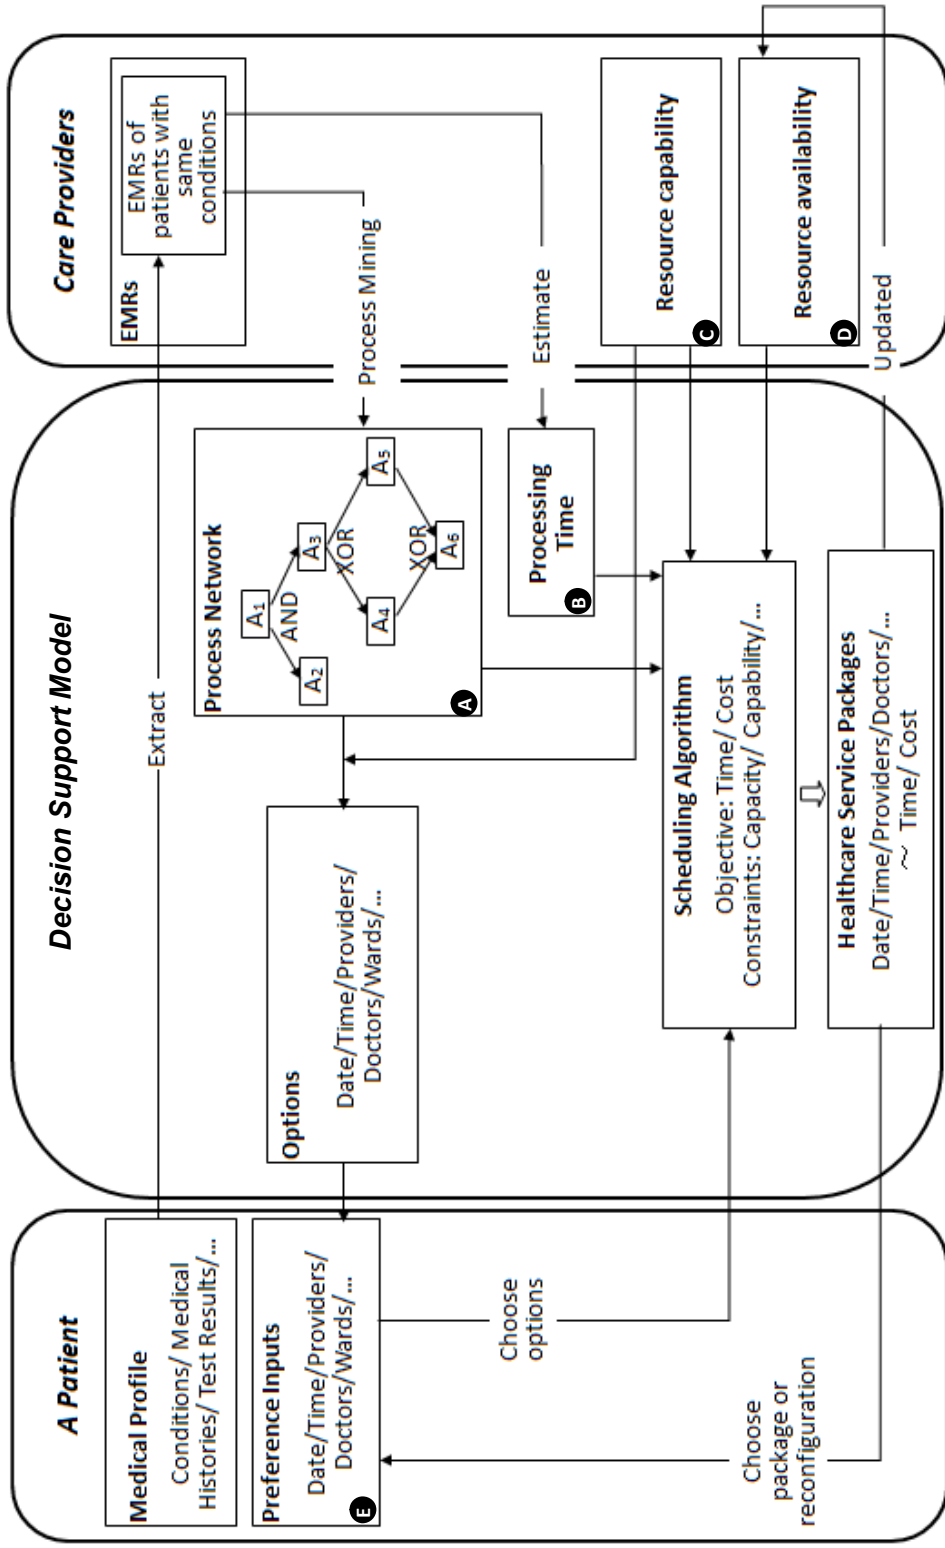 A Patient
Medical Profile
Conditions/ Medical
Histories/ Test Results/...
Preference Inputs
Date/Time/Providers/
Doctors/Wards/...
E
Choose
options
Choose
package or
reconfiguration
Decision Support Model
Extract
Options
Date/Time/Providers/
Doctors/Wards/...
Process Network
A1
AND
A2
A3
XOR
A4
A5
XOR
A6
A
Processing
Time
B
Scheduling Algorithm
Objective: Time/ Cost
Constraints: Capacity/ Capability/...
Healthcare Service Packages
Date/Time/Providers/Doctors/...
~ Time/ Cost
Care Providers
EMRs
EMRs of
patients with
same
conditions
Process Mining
Estimate
Resource capability
C
Resource availability
D
Updated